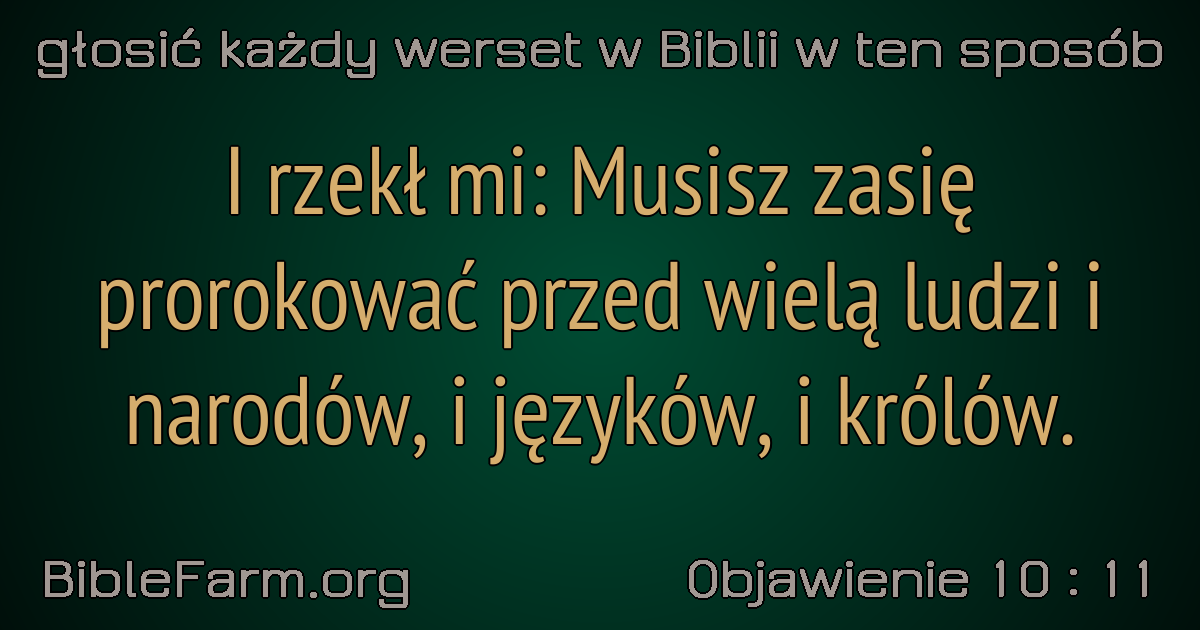 głosić każdy werset w Biblii w ten sposób
I rzekł mi: Musisz zasię
prorokować przed wielą ludzi i
narodów, i języków, i królów.
BibleFarm.org
Objawienie 10 : 11